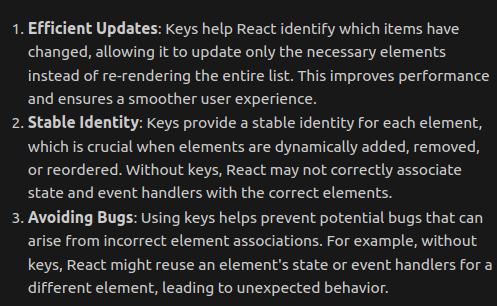 1. Efficient Updates: Keys help React identify which items have
changed, allowing it to update only the necessary elements
instead of re-rendering the entire list. This improves performance
and ensures a smoother user experience.
2. Stable Identity: Keys provide a stable identity for each element,
which is crucial when elements are dynamically added, removed,
or reordered. Without keys, React may not correctly associate
state and event handlers with the correct elements.
3. Avoiding Bugs: Using keys helps prevent potential bugs that can
arise from incorrect element associations. For example, without
keys, React might reuse an element's state or event handlers for a
different element, leading to unexpected behavior.